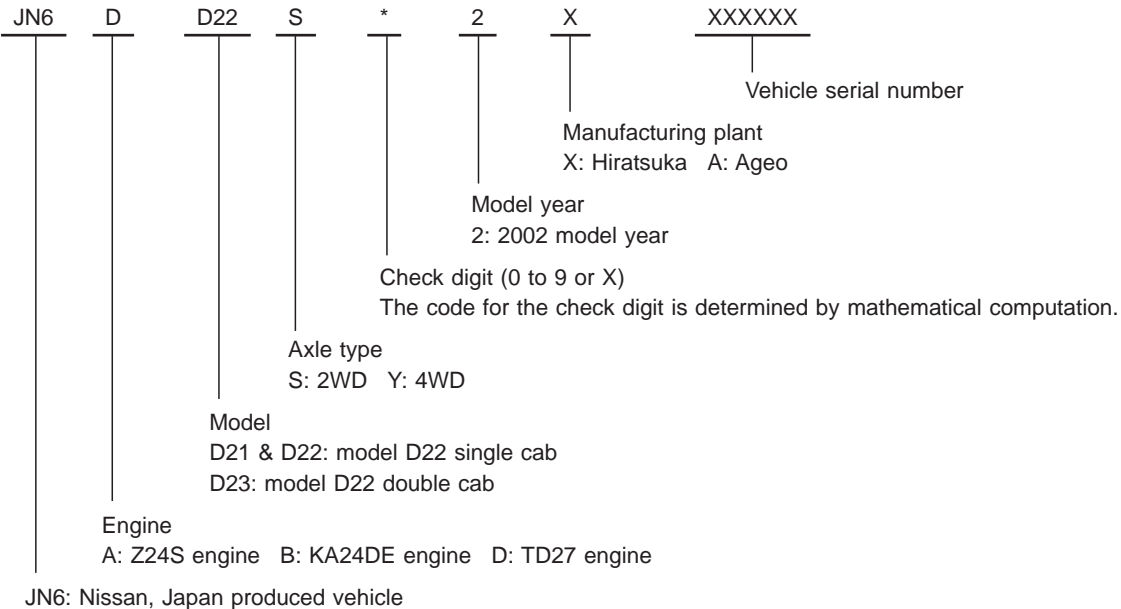 JN6 D D22 S * 2 X XXXXXX
Vehicle serial number
Manufacturing plant
X: Hiratsuka A: Ageo
Model year
2: 2002 model year
Check digit (0 to 9 or X)
The code for the check digit is determined by mathematical computation.
Axle type
S: 2WD Y: 4WD
Model
D21 & D22: model D22 single cab
D23: model D22 double cab
Engine
A: Z24S engine B: KA24DE engine D: TD27 engine
JN6: Nissan, Japan produced vehicle